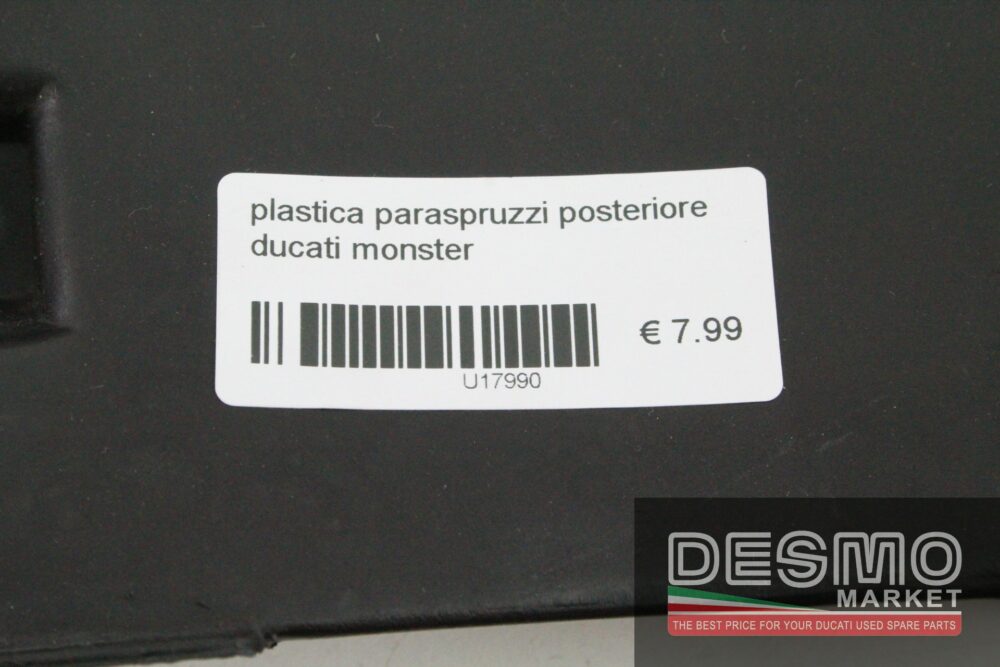 plastica paraspruzzi posteriore
ducati monster
€ 7.99
U17990
DESMO
MARKET
THE BEST PRICE FOR YOUR DUCATI USED SPARE PARTS